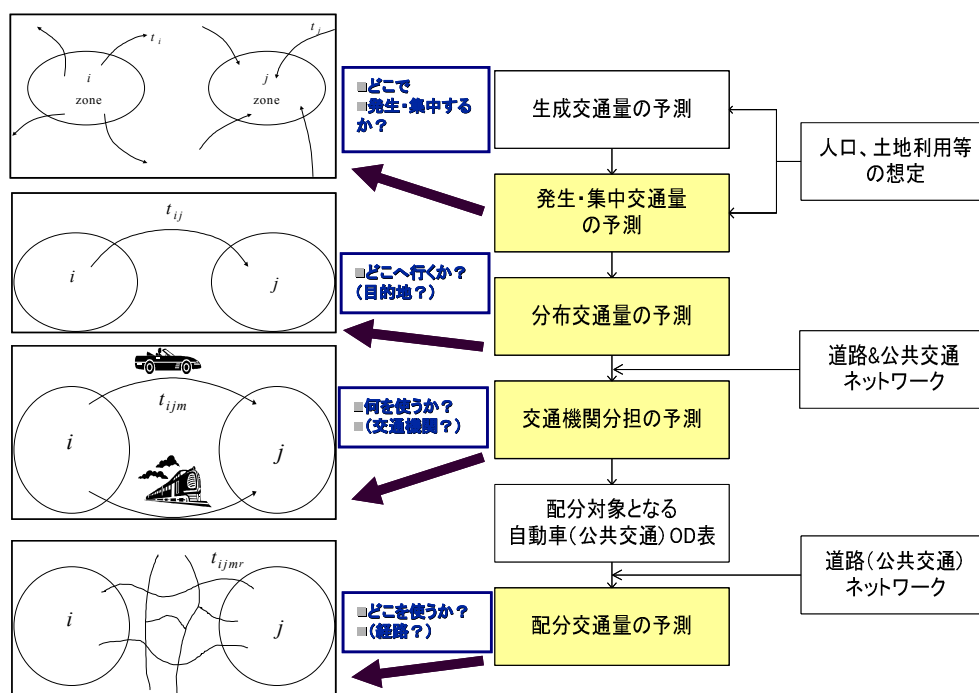 t i
t j
i
zone
j
zone
■どこで
■発生・集中する
か？
生成交通量の予測
人口、土地利用等
の想定
発生・集中交通量
の予測
t ij
i
j
■どこへ行くか？
(目的地？)
分布交通量の予測
道路&公共交通
ネットワーク
t ijm
i
j
■何を使うか？
■(交通機関？)
交通機関分担の予測
配分対象となる
自動車(公共交通)OD表
道路(公共交通)
ネットワーク
t ijmr
i
j
■どこを使うか？
■(経路？)
配分交通量の予測